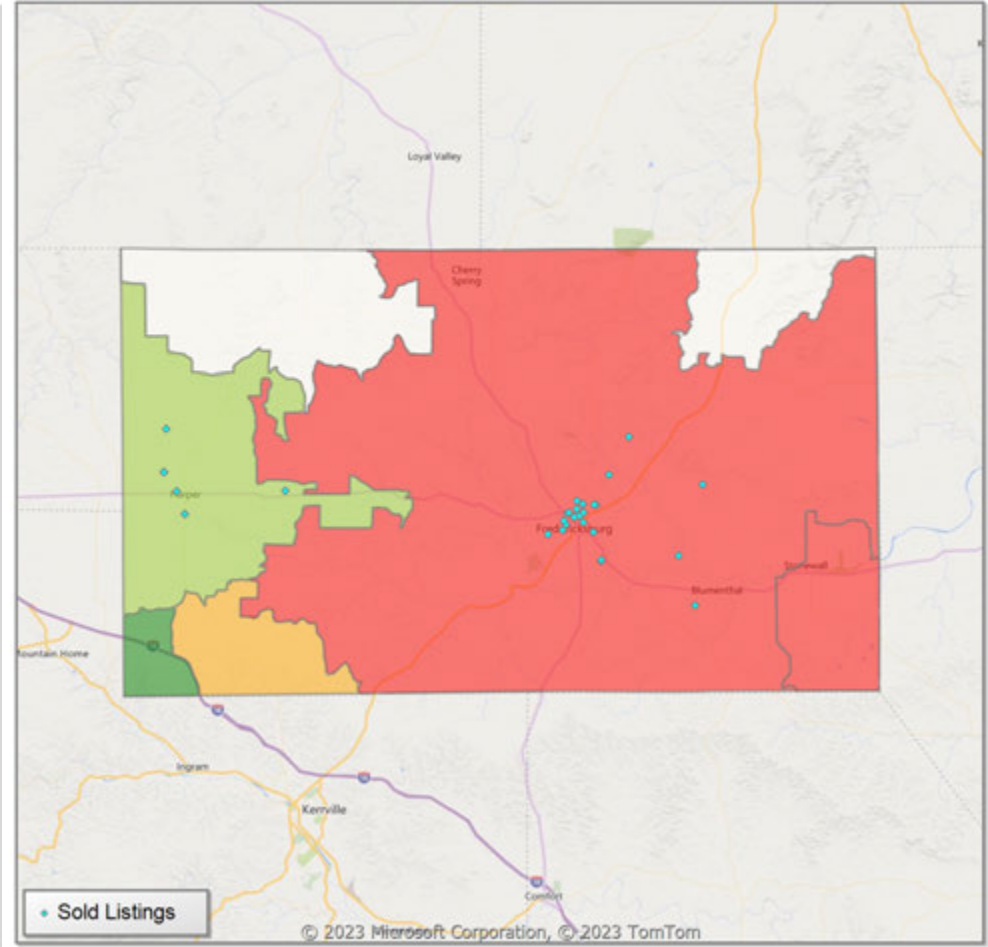 Loyal Valley
Cherry
Spring
Harper
Fredericksburg
Stonewall
Blumenthal
Mountain Home
Ingram
Kerrville
Comfort
Sold Listings
© 2023 Microsoft Corporation, © 2023 TomTom